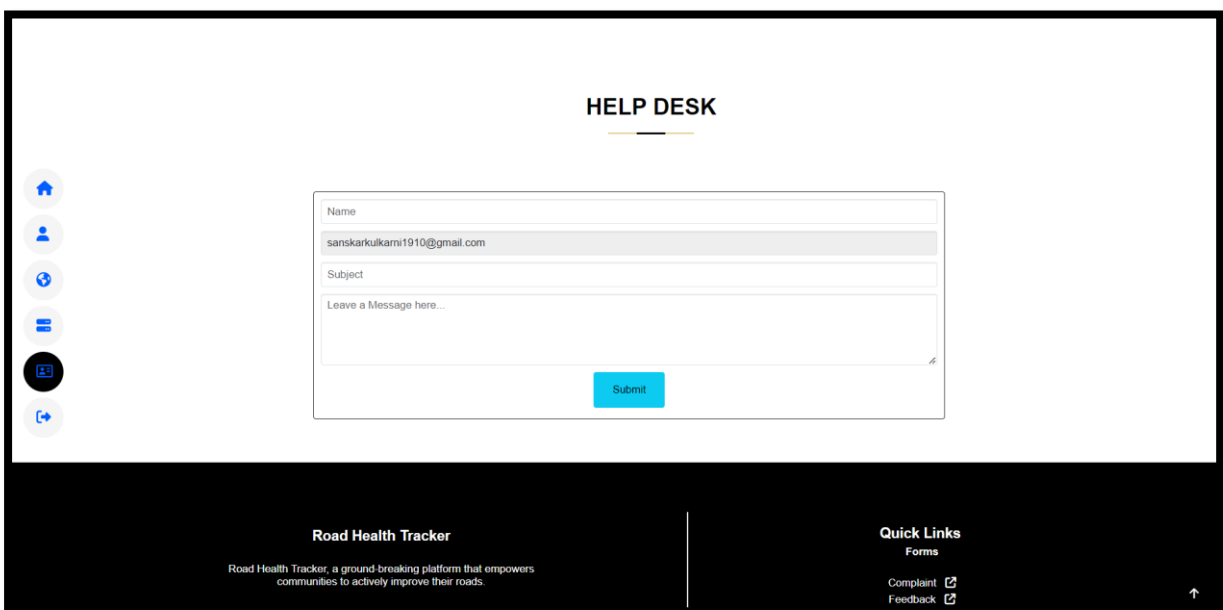 HELP DESK
Name
sanskarkulkarni1910@gmail.com
Subject
Leave a Message here...
Submit
Road Health Tracker
Road Health Tracker, a ground-breaking platform that empowers
communities to actively improve their roads.
Quick Links
Forms
Complaint
Feedback